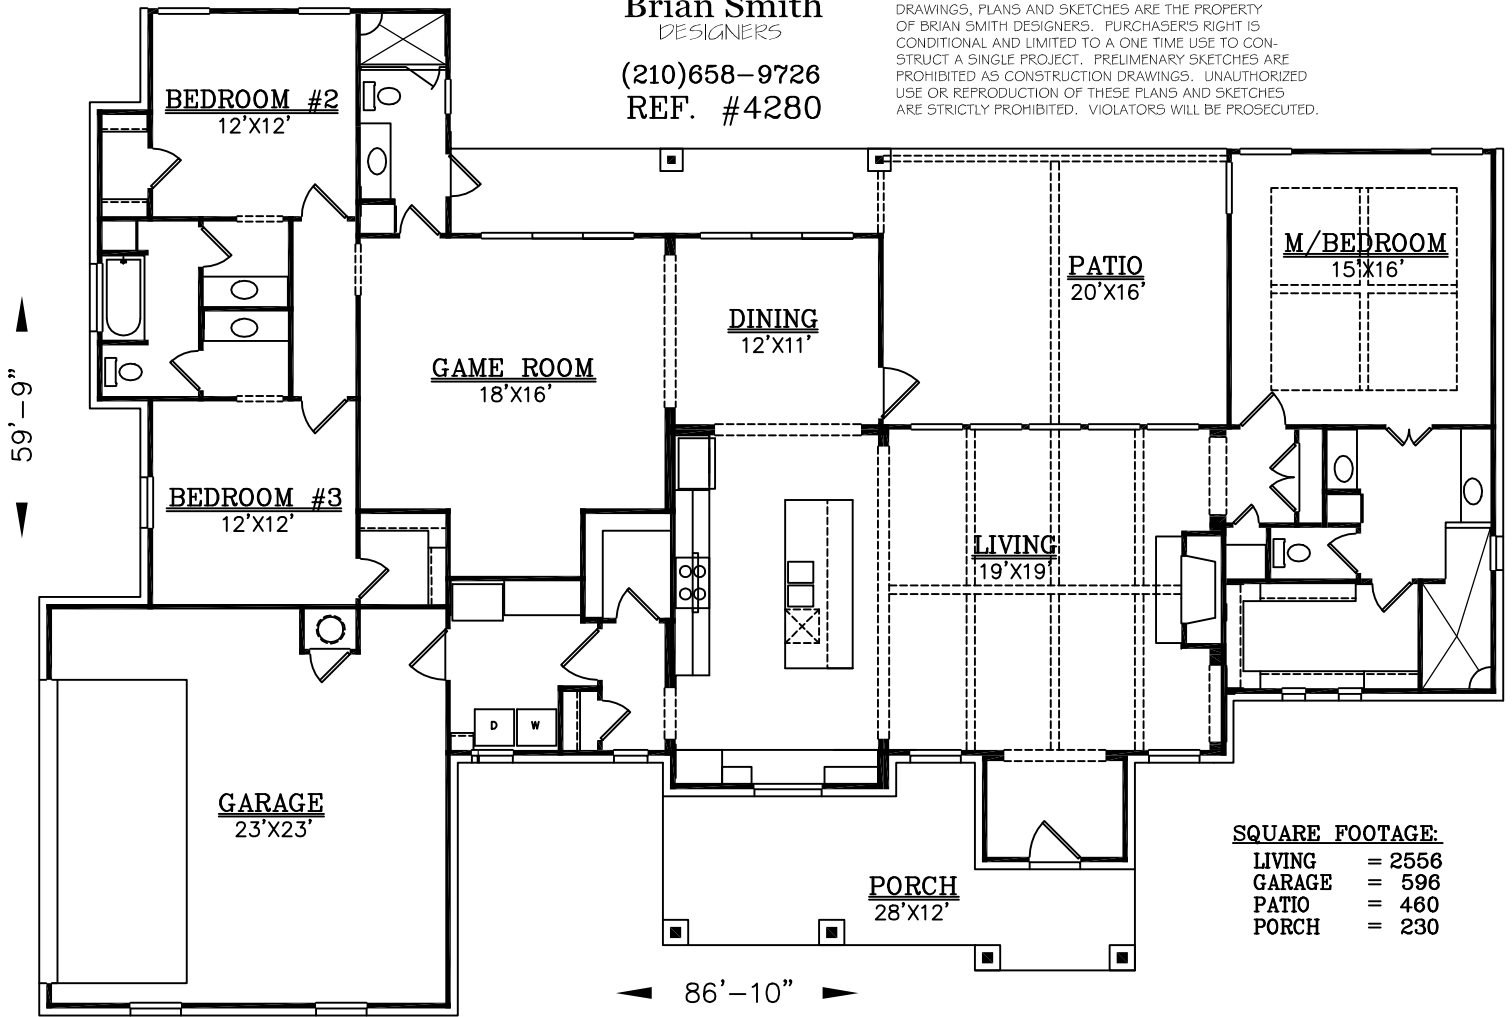 Brian Smith
DESIGNERS
(210)658-9726
REF. #4280
DRAWINGS, PLANS AND SKETCHES ARE THE PROPERTY
OF BRIAN SMITH DESIGNERS. PURCHASER'S RIGHT IS
CONDITIONAL AND LIMITED TO A ONE TIME USE TO CON-
STRUCT A SINGLE PROJECT. PRELIMENARY SKETCHES ARE
PROHIBITED AS CONSTRUCTION DRAWINGS. UNAUTHORIZED
USE OR REPRODUCTION OF THESE PLANS AND SKETCHES
ARE STRICTLY PROHIBITED. VIOLATORS WILL BE PROSECUTED.
BEDROOM #2
12'X12'
M/BEDROOM
15'X16'
PATIO
20'X16'
DINING
12'X11'
GAME ROOM
18'X16'
59'-9"
BEDROOM #3
12'X12'
LIVING
19'X19'
D
W
GARAGE
23'X23'
PORCH
28'X12'
SQUARE FOOTAGE:
LIVING = 2556
GARAGE = 596
PATIO = 460
PORCH = 230
86'-10"